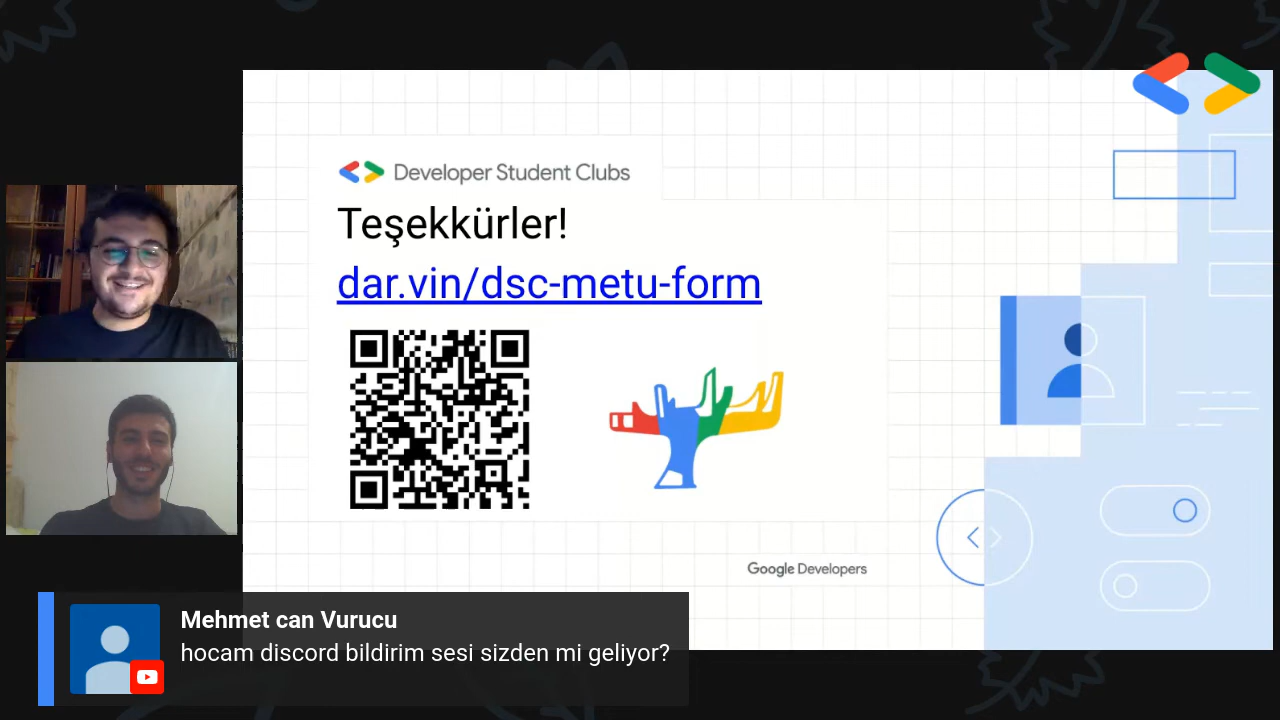 Developer Student Clubs
Teşekkürler!
dar.vin/dsc-metu-form
Google Developers
Mehmet can Vurucu
hocam discord bildirim sesi sizden mi geliyor?